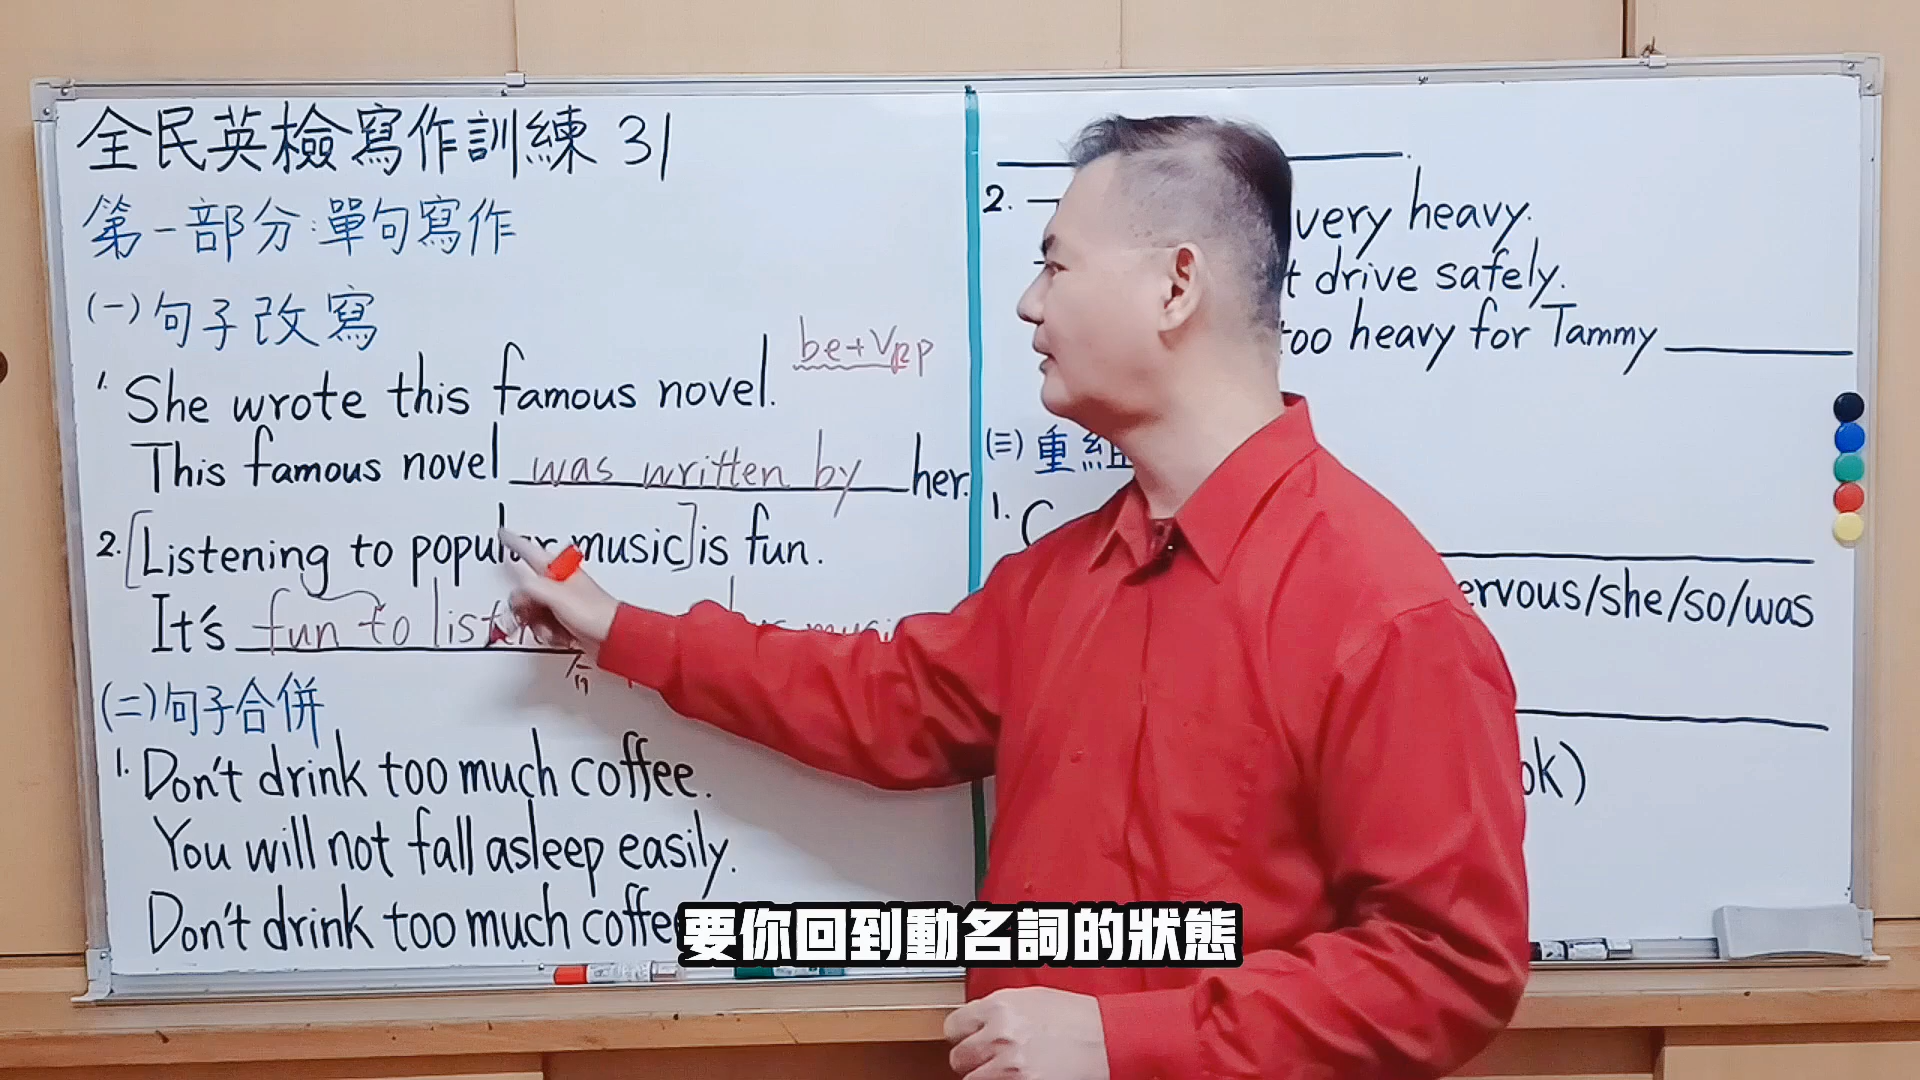 全民英檢寫作訓練 31
第一部分:單句寫作
(一)句子改寫
be+Vpp
1. She wrote this famous novel.
This famous novel was written by her.
2. [Listening to popular music] is fun.
It's fun to listen music
(二)句子合併
1. Don't drink too much coffee.
You will not fall asleep easily.
Don't drink too much coffee
2. very heavy.
drive safely.
too heavy for Tammy
(三)重組
1.
nervous/she/so/was
要你回到動名詞的狀態